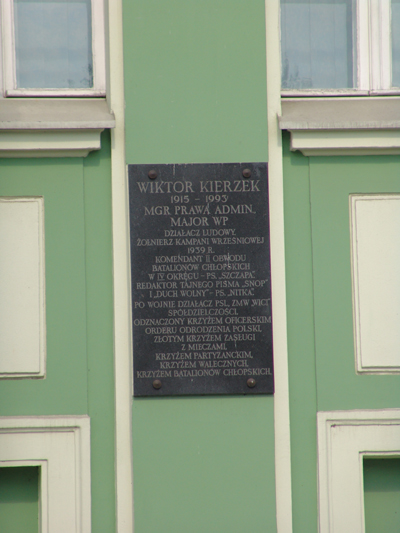 WIKTOR KIERZEK
1915 – 1993
MGR PRAWA ADMIN.
MAJOR WP
DZIAŁACZ LUDOWY,
ŻOŁNIERZ KAMPANI WRZEŚNIOWEJ
1939 R.
KOMENDANT II OBWODU
BATALIONÓW CHŁOPSKICH
W IV OKRĘGU – PS. „SZCZAPA”
REDAKTOR TAJNEGO PISMA „SNOP”
I „DUCH WOLNY” – PS. „NITKA”
PO WOJNIE DZIAŁACZ PSL, ZMW „WICI”
SPÓŁDZIELCZOŚCI.
ODZNACZONY KRZYŻEM OFICERSKIM
ORDERU ODRODZENIA POLSKI,
ZŁOTYM KRZYŻEM ZASŁUGI
Z MIECZAMI,
KRZYŻEM PARTYZANCKIM,
KRZYŻEM WALECZNYCH,
KRZYŻEM BATALIONÓW CHŁOPSKICH.